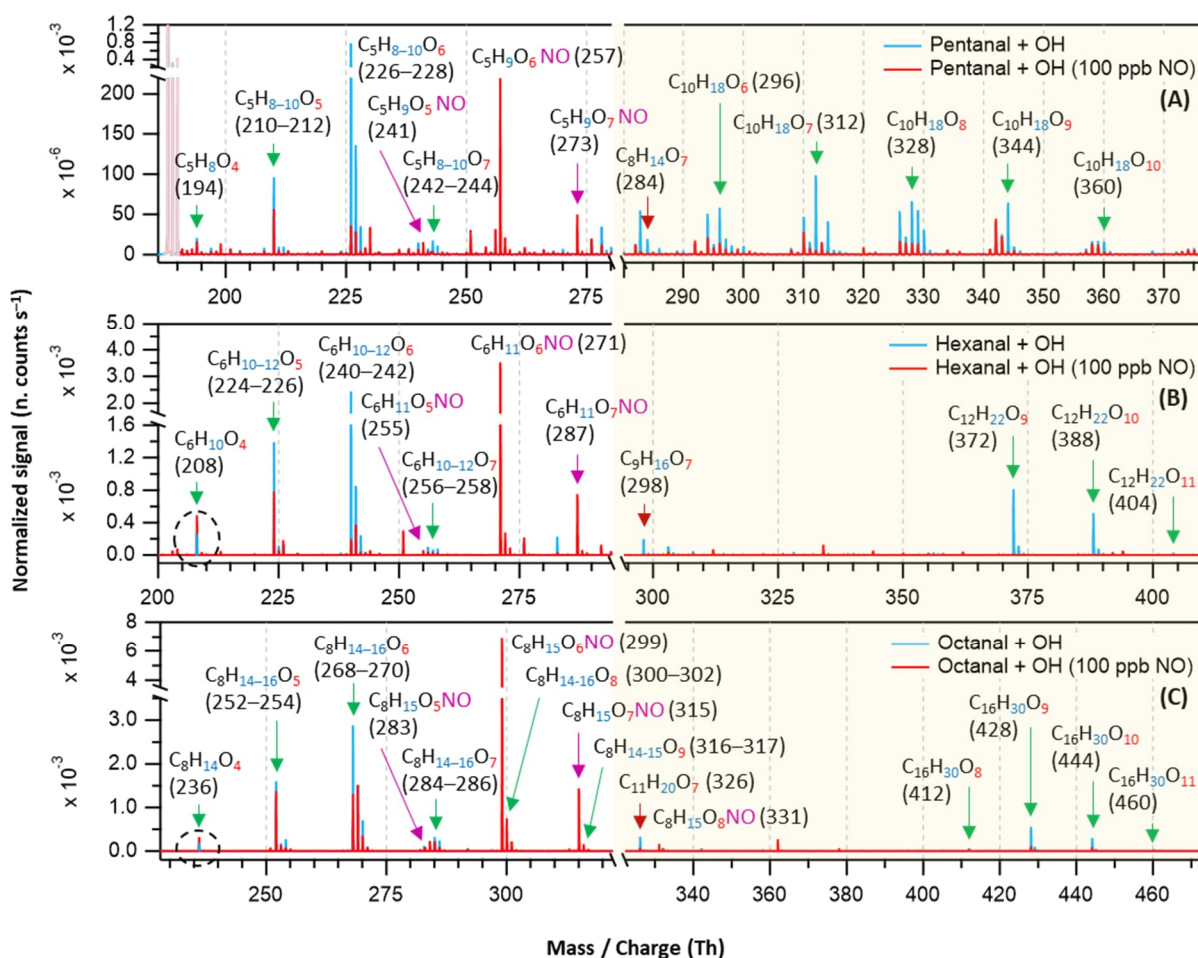 Normalized signal (n. counts s⁻¹)
x 10⁻³
1.2
0.8
0.4
x 10⁻⁶
200
150
100
50
0
C₅H₈O₄
(194)
C₅H₈₋₁₀O₅
(210–212)
C₅H₈₋₁₀O₆
(226–228)
C₅H₉O₅ NO
(241)
C₅H₈₋₁₀O₇
(242–244)
C₅H₉O₆ NO (257)
C₅H₉O₇ NO
(273)
C₈H₁₄O₇
(284)
C₁₀H₁₈O₆ (296)
C₁₀H₁₈O₇ (312)
C₁₀H₁₈O₈
(328)
C₁₀H₁₈O₉
(344)
C₁₀H₁₈O₁₀
(360)
Pentanal + OH
Pentanal + OH (100 ppb NO)
(A)
200 225 250 275 290 300 310 320 330 340 350 360 370
x 10⁻³
5.0
4.0
3.0
2.0
x 10⁻³
1.6
1.2
0.8
0.4
0.0
C₆H₁₀O₄
(208)
C₆H₁₀₋₁₂O₅
(224–226)
C₆H₁₀₋₁₂O₆
(240–242)
C₆H₁₁O₅NO
(255)
C₆H₁₀₋₁₂O₇
(256–258)
C₆H₁₁O₆NO (271)
C₆H₁₁O₇NO
(287)
C₉H₁₆O₇
(298)
C₁₂H₂₂O₉
(372)
C₁₂H₂₂O₁₀
(388)
C₁₂H₂₂O₁₁
(404)
Hexanal + OH
Hexanal + OH (100 ppb NO)
(B)
200 225 250 275 300 325 350 375 400
x 10⁻³
8
6
4
x 10⁻³
3.0
2.0
1.0
0.0
C₈H₁₄O₄
(236)
C₈H₁₄₋₁₆O₅
(252–254)
C₈H₁₄₋₁₆O₆
(268–270)
C₈H₁₅O₅NO
(283)
C₈H₁₄₋₁₆O₇
(284–286)
C₈H₁₅O₆NO (299)
C₈H₁₄₋₁₆O₈ (300–302)
C₈H₁₅O₇NO (315)
C₈H₁₄₋₁₅O₉ (316–317)
C₁₁H₂₀O₇ (326)
C₈H₁₅O₈NO (331)
C₁₆H₃₀O₈
(412)
C₁₆H₃₀O₉
(428)
C₁₆H₃₀O₁₀
(444)
C₁₆H₃₀O₁₁
(460)
Octanal + OH
Octanal + OH (100 ppb NO)
(C)
250 275 300 340 360 380 400 420 440 460
Mass / Charge (Th)